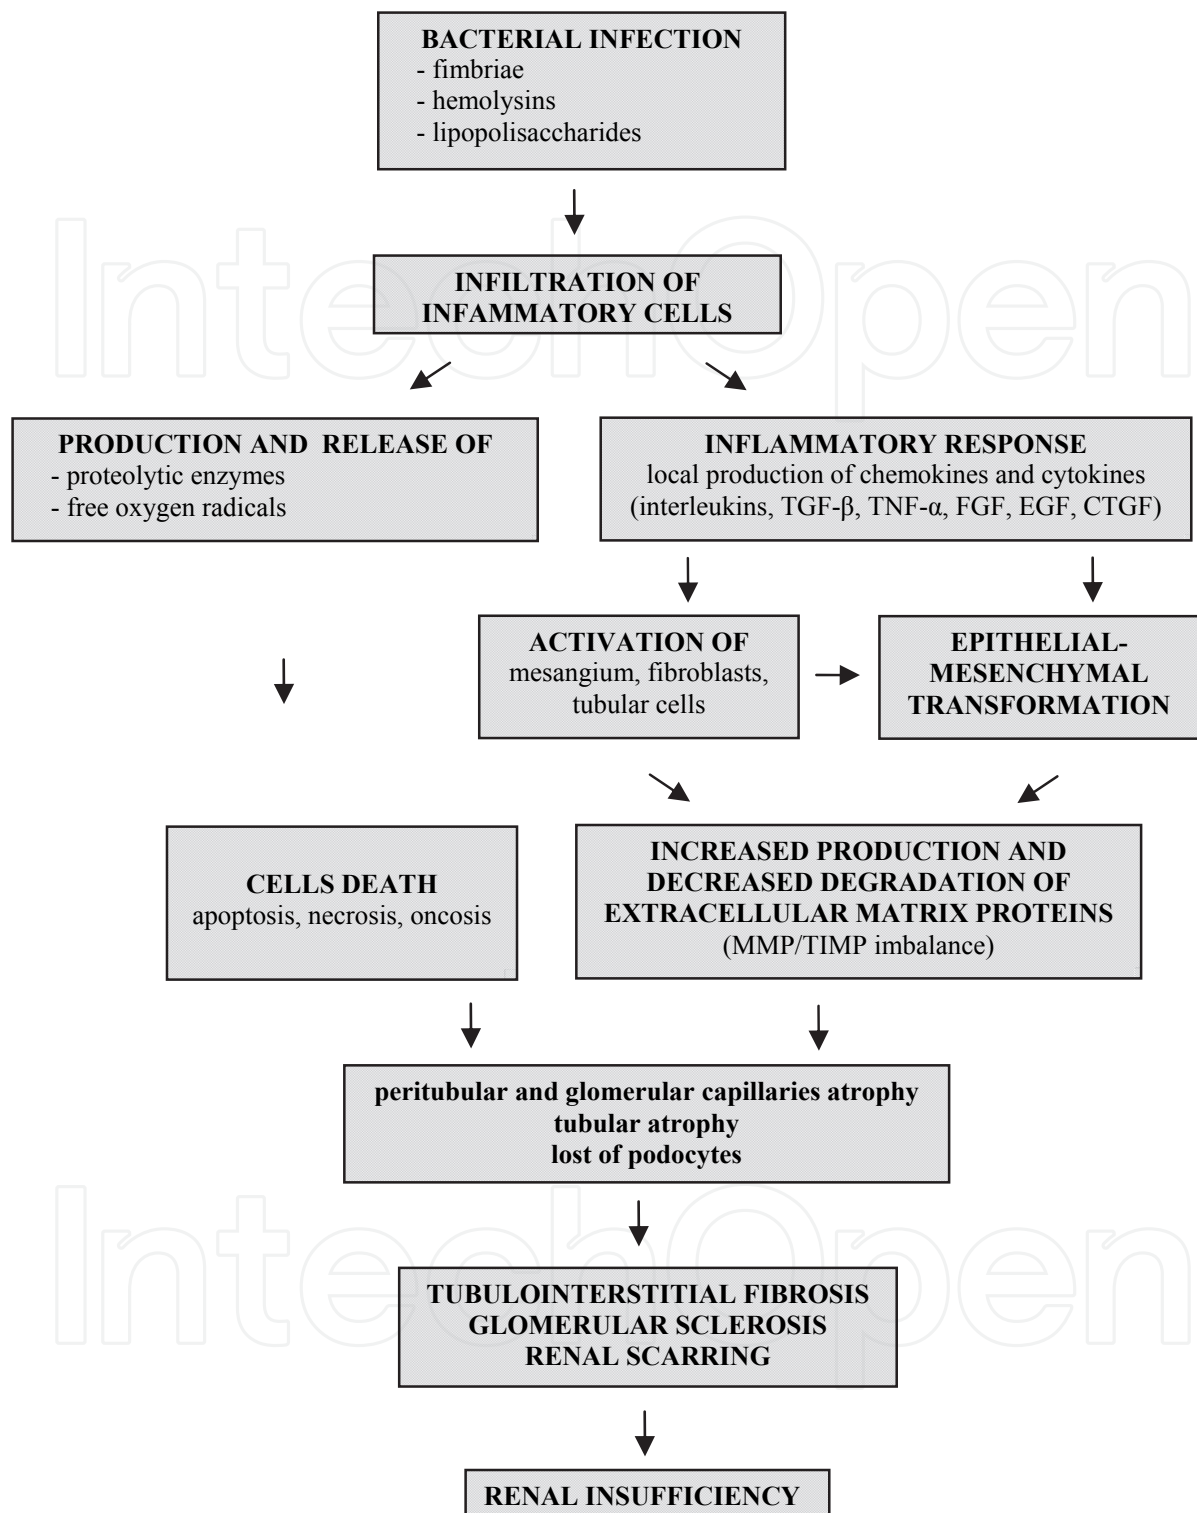 BACTERIAL INFECTION
- fimbriae
- hemolysins
- lipopolisaccharides
INFILTRATION OF
INFAMMATORY CELLS
PRODUCTION AND RELEASE OF
- proteolytic enzymes
- free oxygen radicals
INFLAMMATORY RESPONSE
local production of chemokines and cytokines
(interleukins, TGF-β, TNF-α, FGF, EGF, CTGF)
ACTIVATION OF
mesangium, fibroblasts,
tubular cells
EPITHELIAL-
MESENCHYMAL
TRANSFORMATION
CELLS DEATH
apoptosis, necrosis, oncosis
INCREASED PRODUCTION AND
DECREASED DEGRADATION OF
EXTRACELLULAR MATRIX PROTEINS
(MMP/TIMP imbalance)
peritubular and glomerular capillaries atrophy
tubular atrophy
lost of podocytes
TUBULOINTERSTITIAL FIBROSIS
GLOMERULAR SCLEROSIS
RENAL SCARRING
RENAL INSUFFICIENCY
IntechOpen
IntechOpen